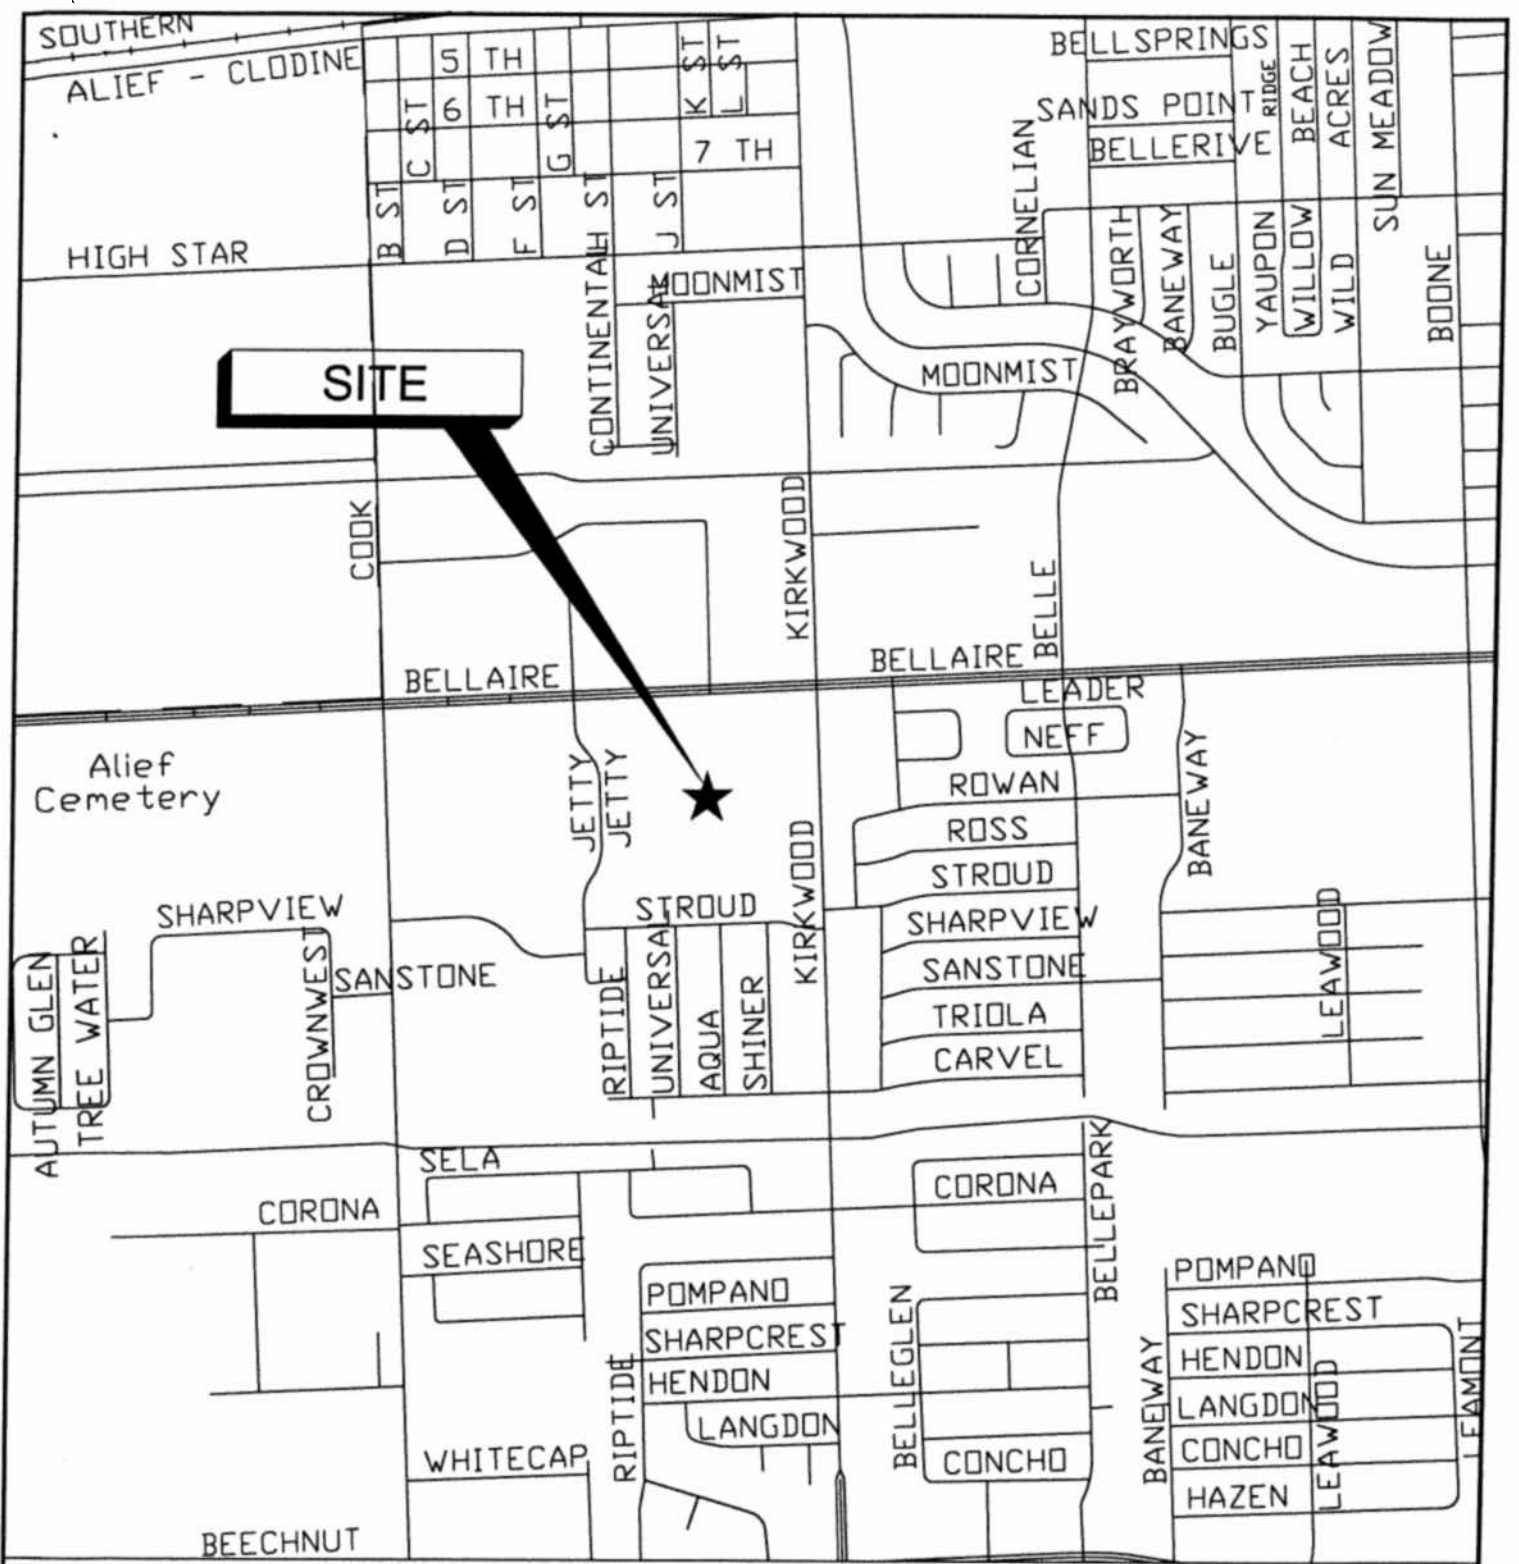 SOUTHERN
ALIEF - CLODINE
5 TH
6 TH
7 TH
K ST
L ST
C ST
G ST
B ST
D ST
F ST
H ST
J ST
BELLSPRINGS
SANDS POINT
BELLERIVE
RIDGE
BEACH
ACRES
SUN MEADOW
CORNELIAN
HIGH STAR
MOONMIST
CONTINENTAL
UNIVERSAL
BRAYWORTH
BANEWAY
BUGLE
YAUPON
WILLOW
WILD
BOONE
SITE
MOONMIST
COOK
KIRKWOOD
BELLE
BELLAIRE
BELLAIRE
LEADER
NEFF
Alief
Cemetery
JETTY
JETTY
ROWAN
BANEWAY
ROSS
KIRKWOOD
STROUD
SHARPVIEW
STROUD
SHARPVIEW
LEAWOOD
AUTUMN GLEN
TREE WATER
CROWNWEST
SANSTONE
RIPTIDE
UNIVERSAL
AQUA
SHINER
SANSTONE
TRIOLA
CARVEL
SELA
CORONA
CORONA
BELLEPARK
SEASHORE
POMPANO
POMPANO
SHARPCREST
SHARPCREST
HENDON
HENDON
RIPTIDE
BELLEGLEN
BANEWAY
LEAWOOD
LEAMONT
LANGDON
LANGDON
WHITECAP
CONCHO
CONCHO
HAZEN
BEECHNUT